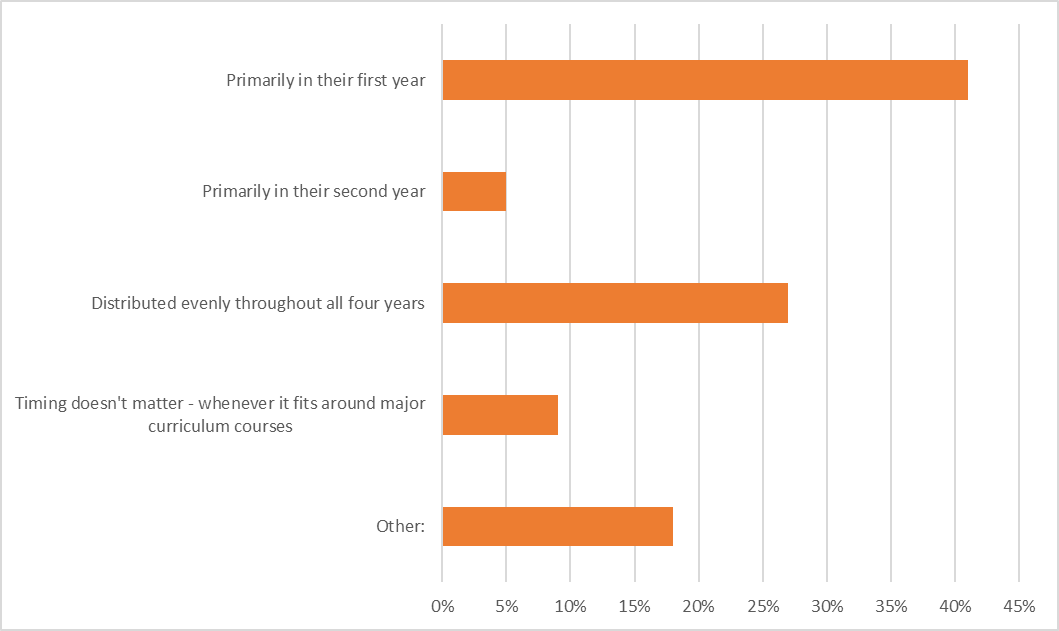 Primarily in their first year
Primarily in their second year
Distributed evenly throughout all four years
Timing doesn't matter - whenever it fits around major
curriculum courses
Other:
0% 5% 10% 15% 20% 25% 30% 35% 40% 45%